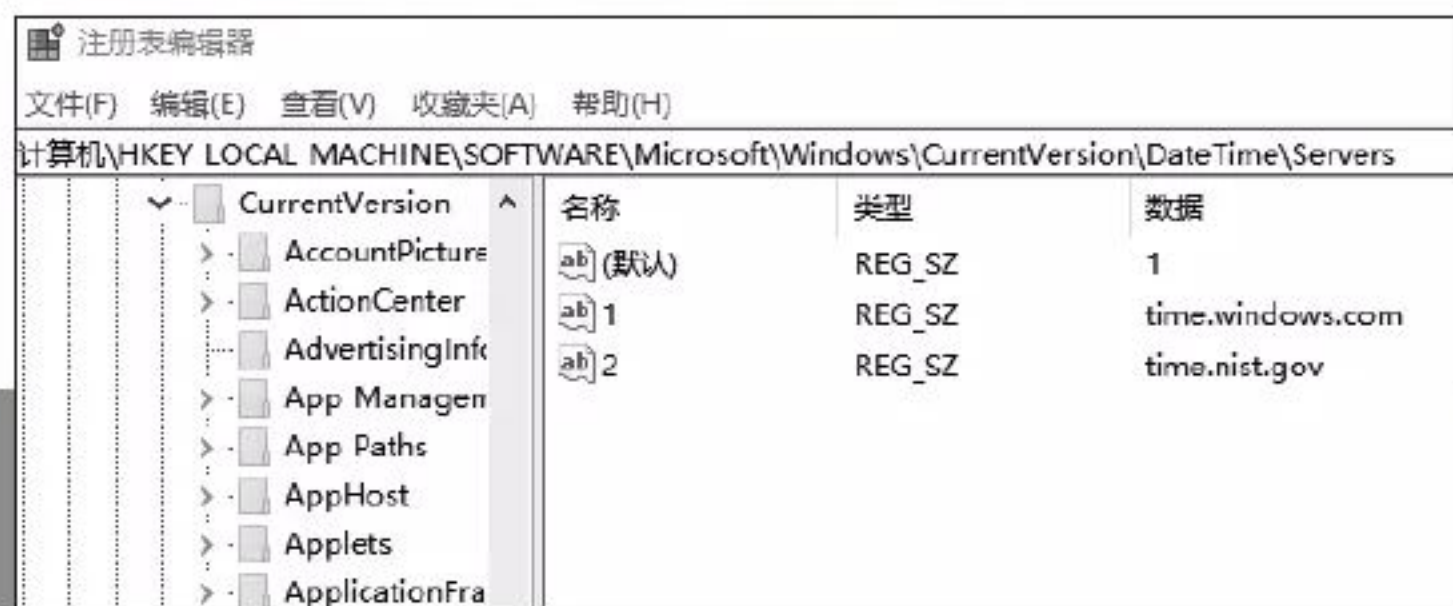 注册表编辑器
文件(F) 编辑(E) 查看(V) 收藏夹(A) 帮助(H)
计算机\HKEY_LOCAL_MACHINE\SOFTWARE\Microsoft\Windows\CurrentVersion\DateTime\Servers
CurrentVersion
AccountPicture
ActionCenter
AdvertisingInfo
App Managem
App Paths
AppHost
Applets
ApplicationFra
名称 类型 数据
(默认) REG_SZ 1
1 REG_SZ time.windows.com
2 REG_SZ time.nist.gov